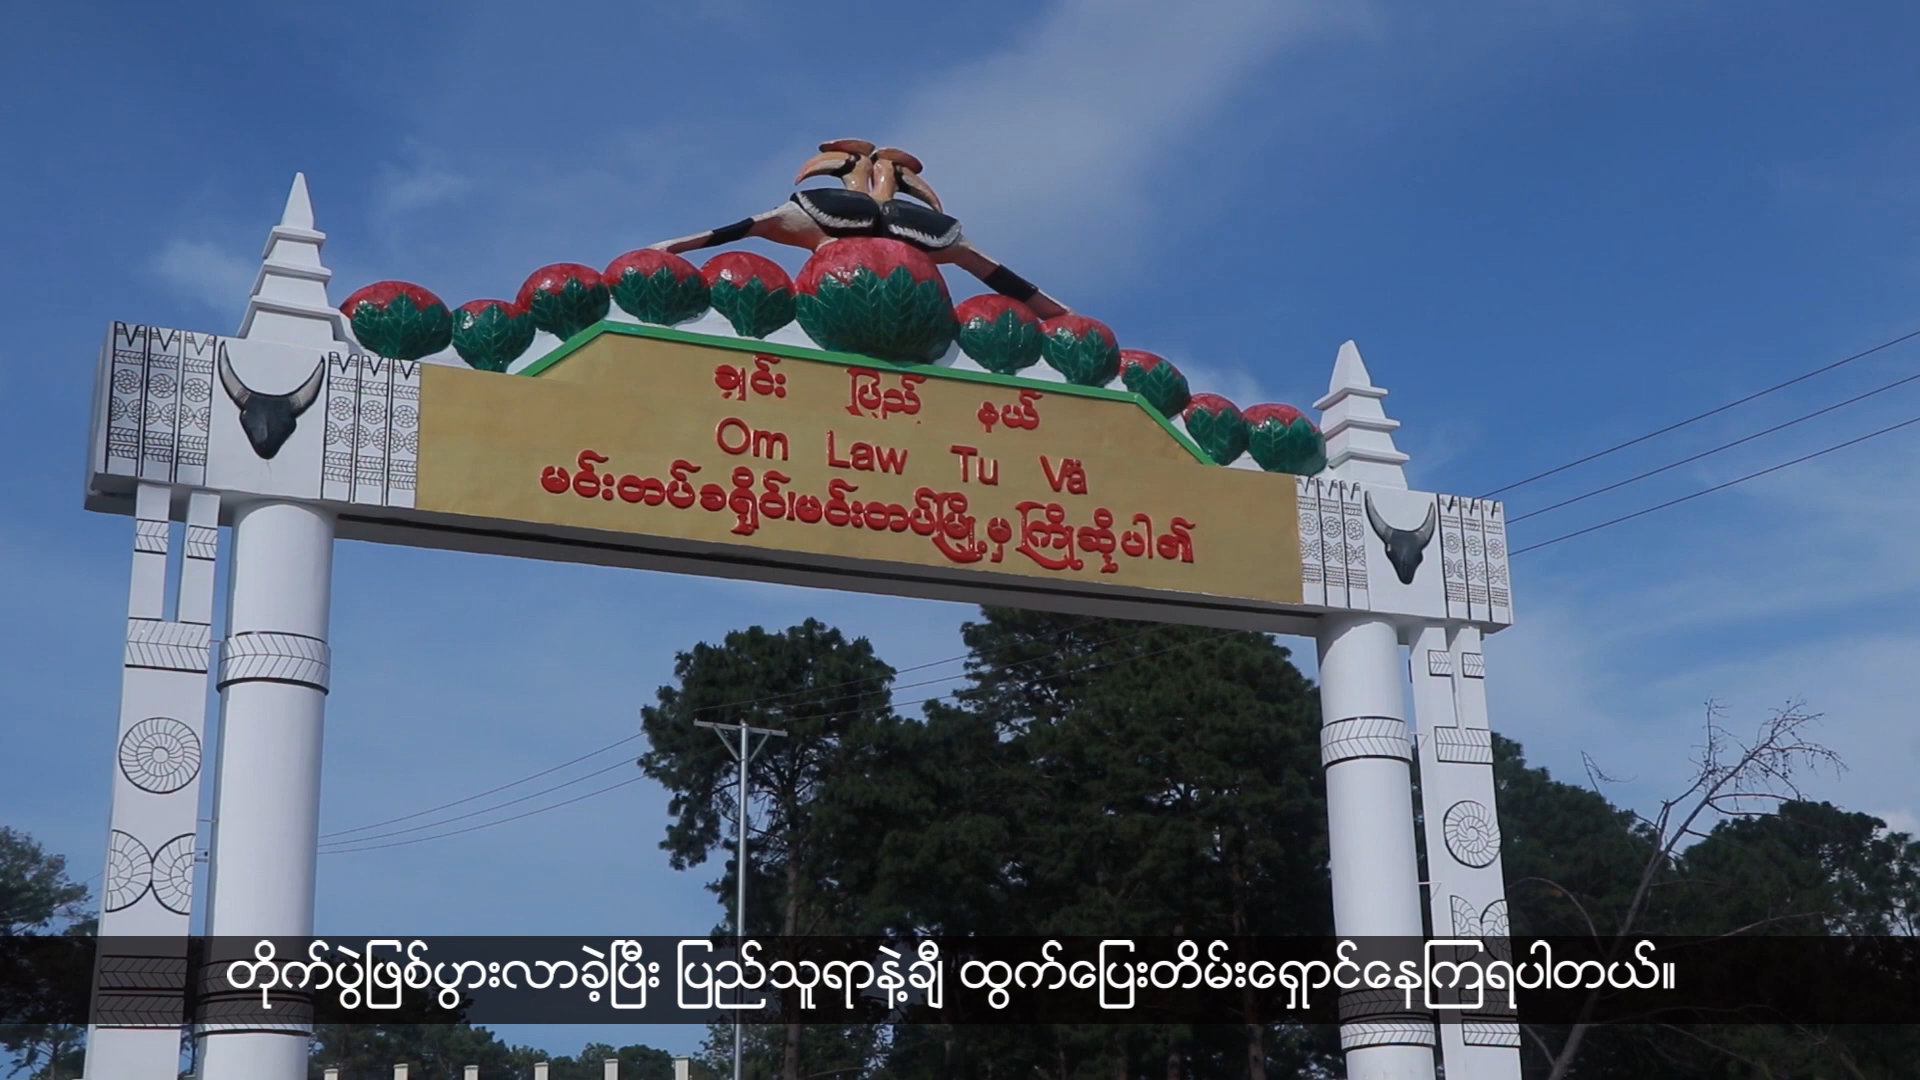 ချင်း ပြည် နယ်
Om Law Tu Vä
မင်းတပ်ခရိုင်၊မင်းတပ်မြို့မှကြိုဆိုပါ၏
တိုက်ပွဲဖြစ်ပွားလာခဲ့ပြီး ပြည်သူရာနဲ့ချီ ထွက်ပြေးတိမ်းရှောင်နေကြရပါတယ်။